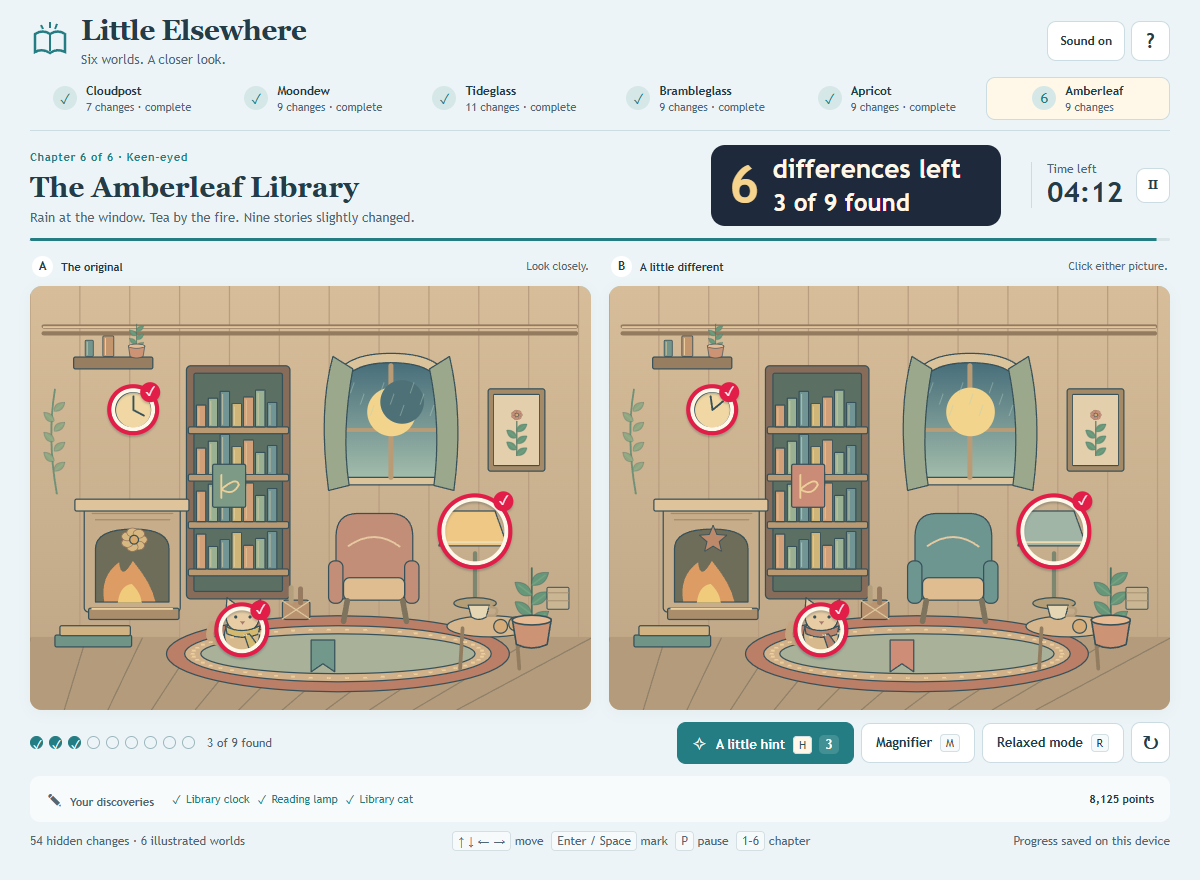 Little Elsewhere
Six worlds. A closer look.
Sound on
?
Cloudpost
7 changes · complete
Moondew
9 changes · complete
Tideglass
11 changes · complete
Brambleglass
9 changes · complete
Apricot
9 changes · complete
6
Amberleaf
9 changes
Chapter 6 of 6 · Keen-eyed
The Amberleaf Library
Rain at the window. Tea by the fire. Nine stories slightly changed.
6
differences left
3 of 9 found
Time left
04:12
A The original
Look closely.
B A little different
Click either picture.
3 of 9 found
A little hint H 3
Magnifier M
Relaxed mode R
Your discoveries
✓ Library clock ✓ Reading lamp ✓ Library cat
8,125 points
54 hidden changes · 6 illustrated worlds
↑ ↓ ← → move Enter / Space mark P pause 1-6 chapter
Progress saved on this device